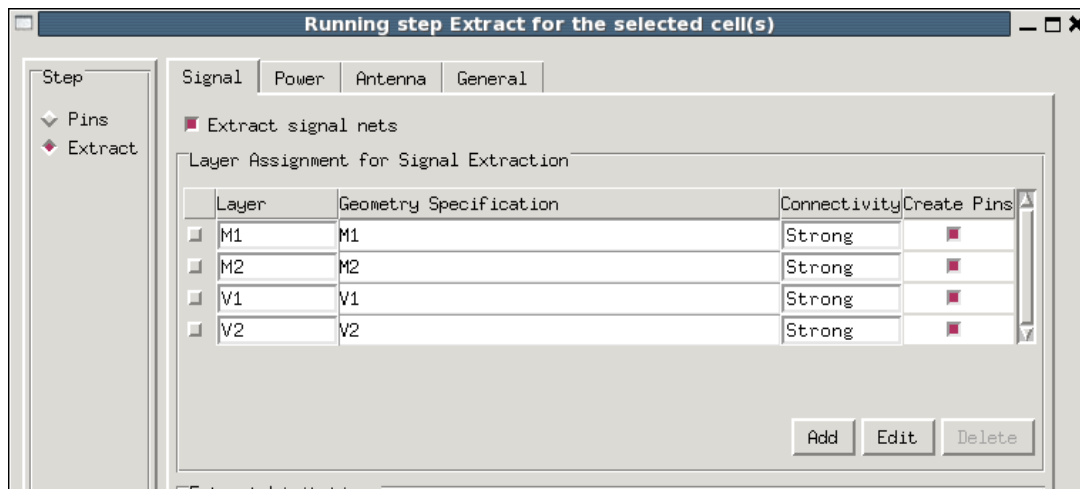 Running step Extract for the selected cell(s)
Step
Pins
Extract
Signal Power Antenna General
Extract signal nets
Layer Assignment for Signal Extraction
Layer Geometry Specification Connectivity Create Pins
M1 M1 Strong
M2 M2 Strong
V1 V1 Strong
V2 V2 Strong
Add Edit Delete